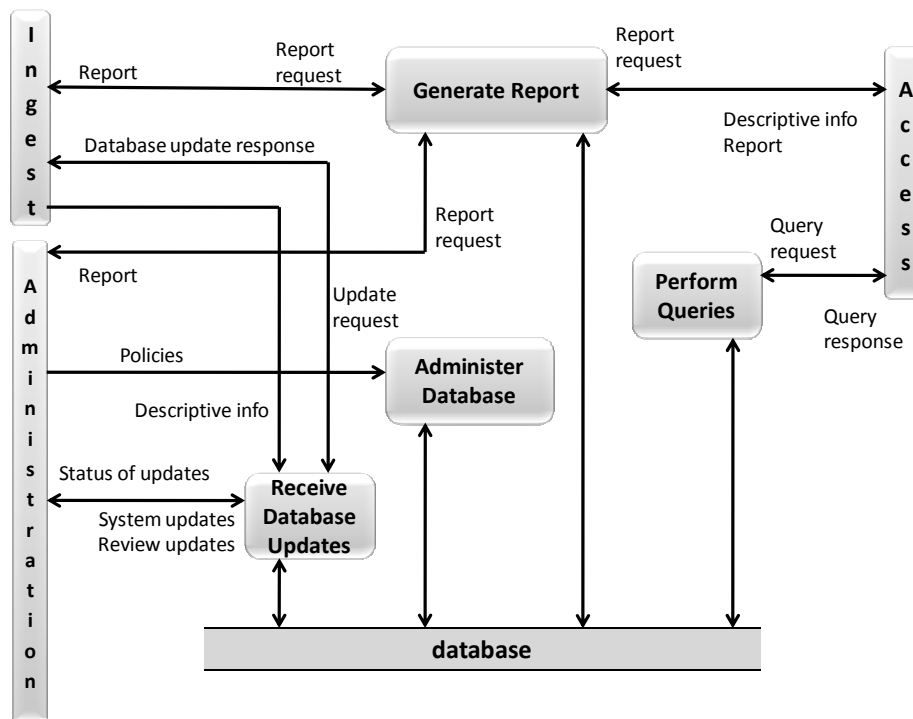 Ingest
Report
Report
request
Generate Report
Report
request
Access
Descriptive info
Report
Database update response
Report
request
Report
Administration
Update
request
Query
request
Perform
Queries
Query
response
Policies
Administer
Database
Descriptive info
Status of updates
System updates
Review updates
Receive
Database
Updates
database